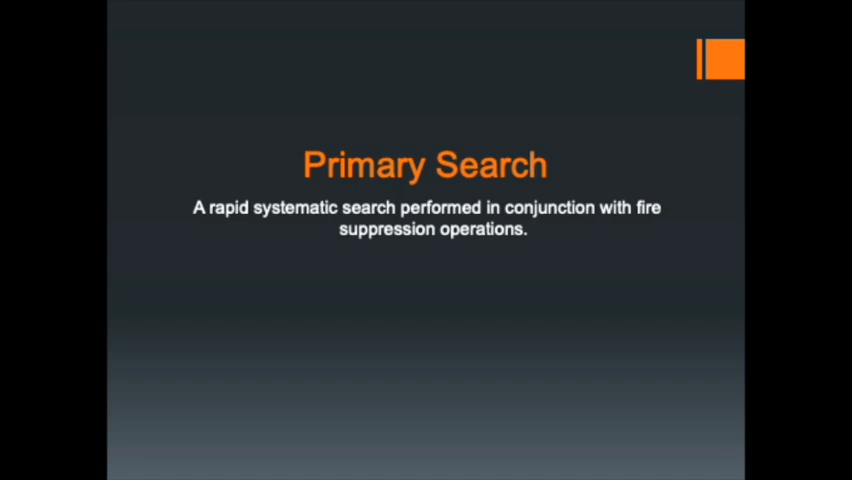 Primary Search
A rapid systematic search performed in conjunction with fire
suppression operations.